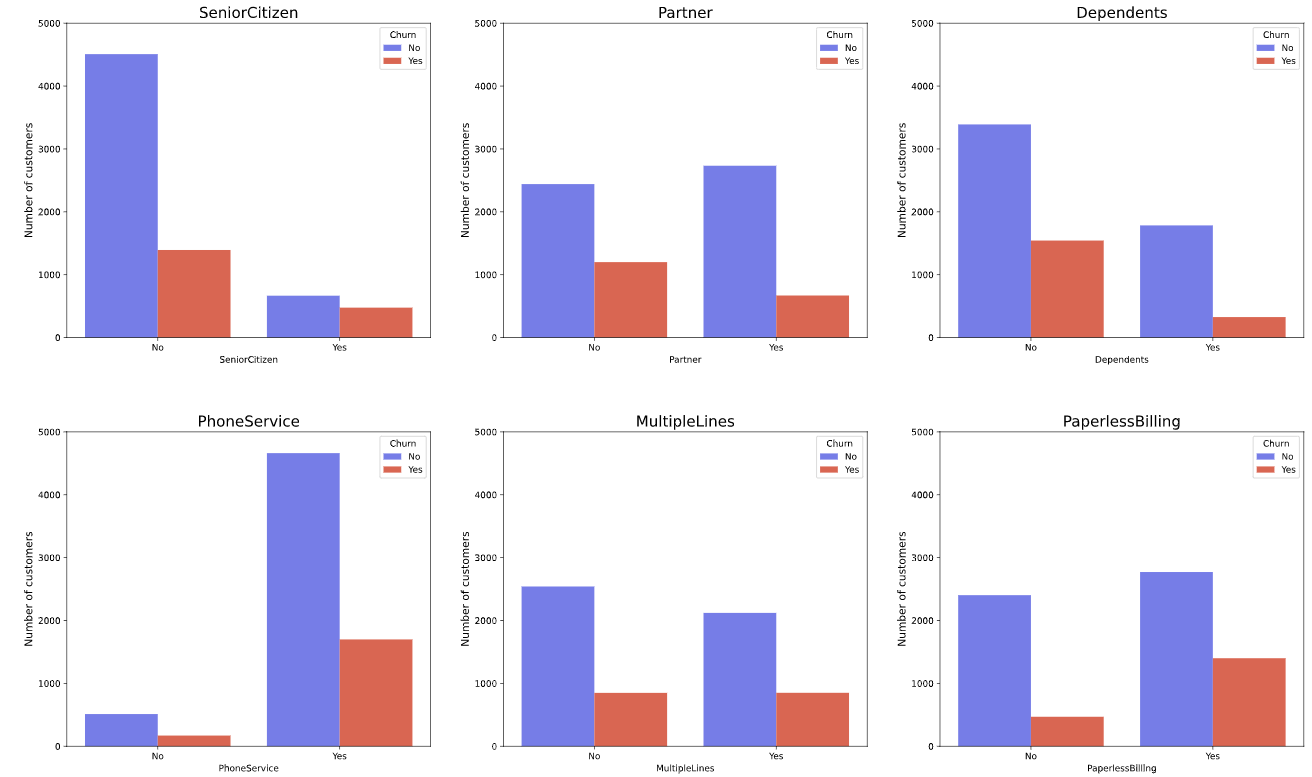 SeniorCitizen
Churn
No
Yes
5000
4000
3000
2000
1000
0
Number of customers
No Yes
SeniorCitizen
Partner
Churn
No
Yes
5000
4000
3000
2000
1000
0
Number of customers
No Yes
Partner
Dependents
Churn
No
Yes
5000
4000
3000
2000
1000
0
Number of customers
No Yes
Dependents
PhoneService
Churn
No
Yes
5000
4000
3000
2000
1000
0
Number of customers
No Yes
PhoneService
MultipleLines
Churn
No
Yes
5000
4000
3000
2000
1000
0
Number of customers
No Yes
MultipleLines
PaperlessBilling
Churn
No
Yes
5000
4000
3000
2000
1000
0
Number of customers
No Yes
PaperlessBilling